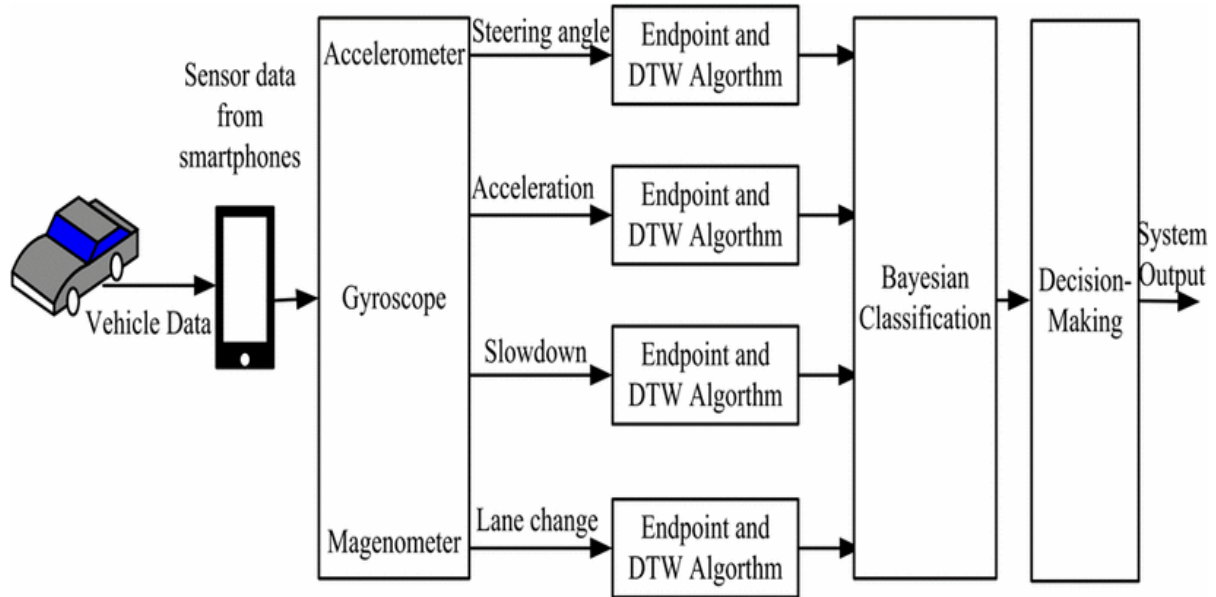 Sensor data
from
smartphones
Vehicle Data
Accelerometer
Gyroscope
Magenometer
Steering angle
Endpoint and
DTW Algorthm
Acceleration
Endpoint and
DTW Algorthm
Slowdown
Endpoint and
DTW Algorthm
Lane change
Endpoint and
DTW Algorthm
Bayesian
Classification
Decision-
Making
System
Output